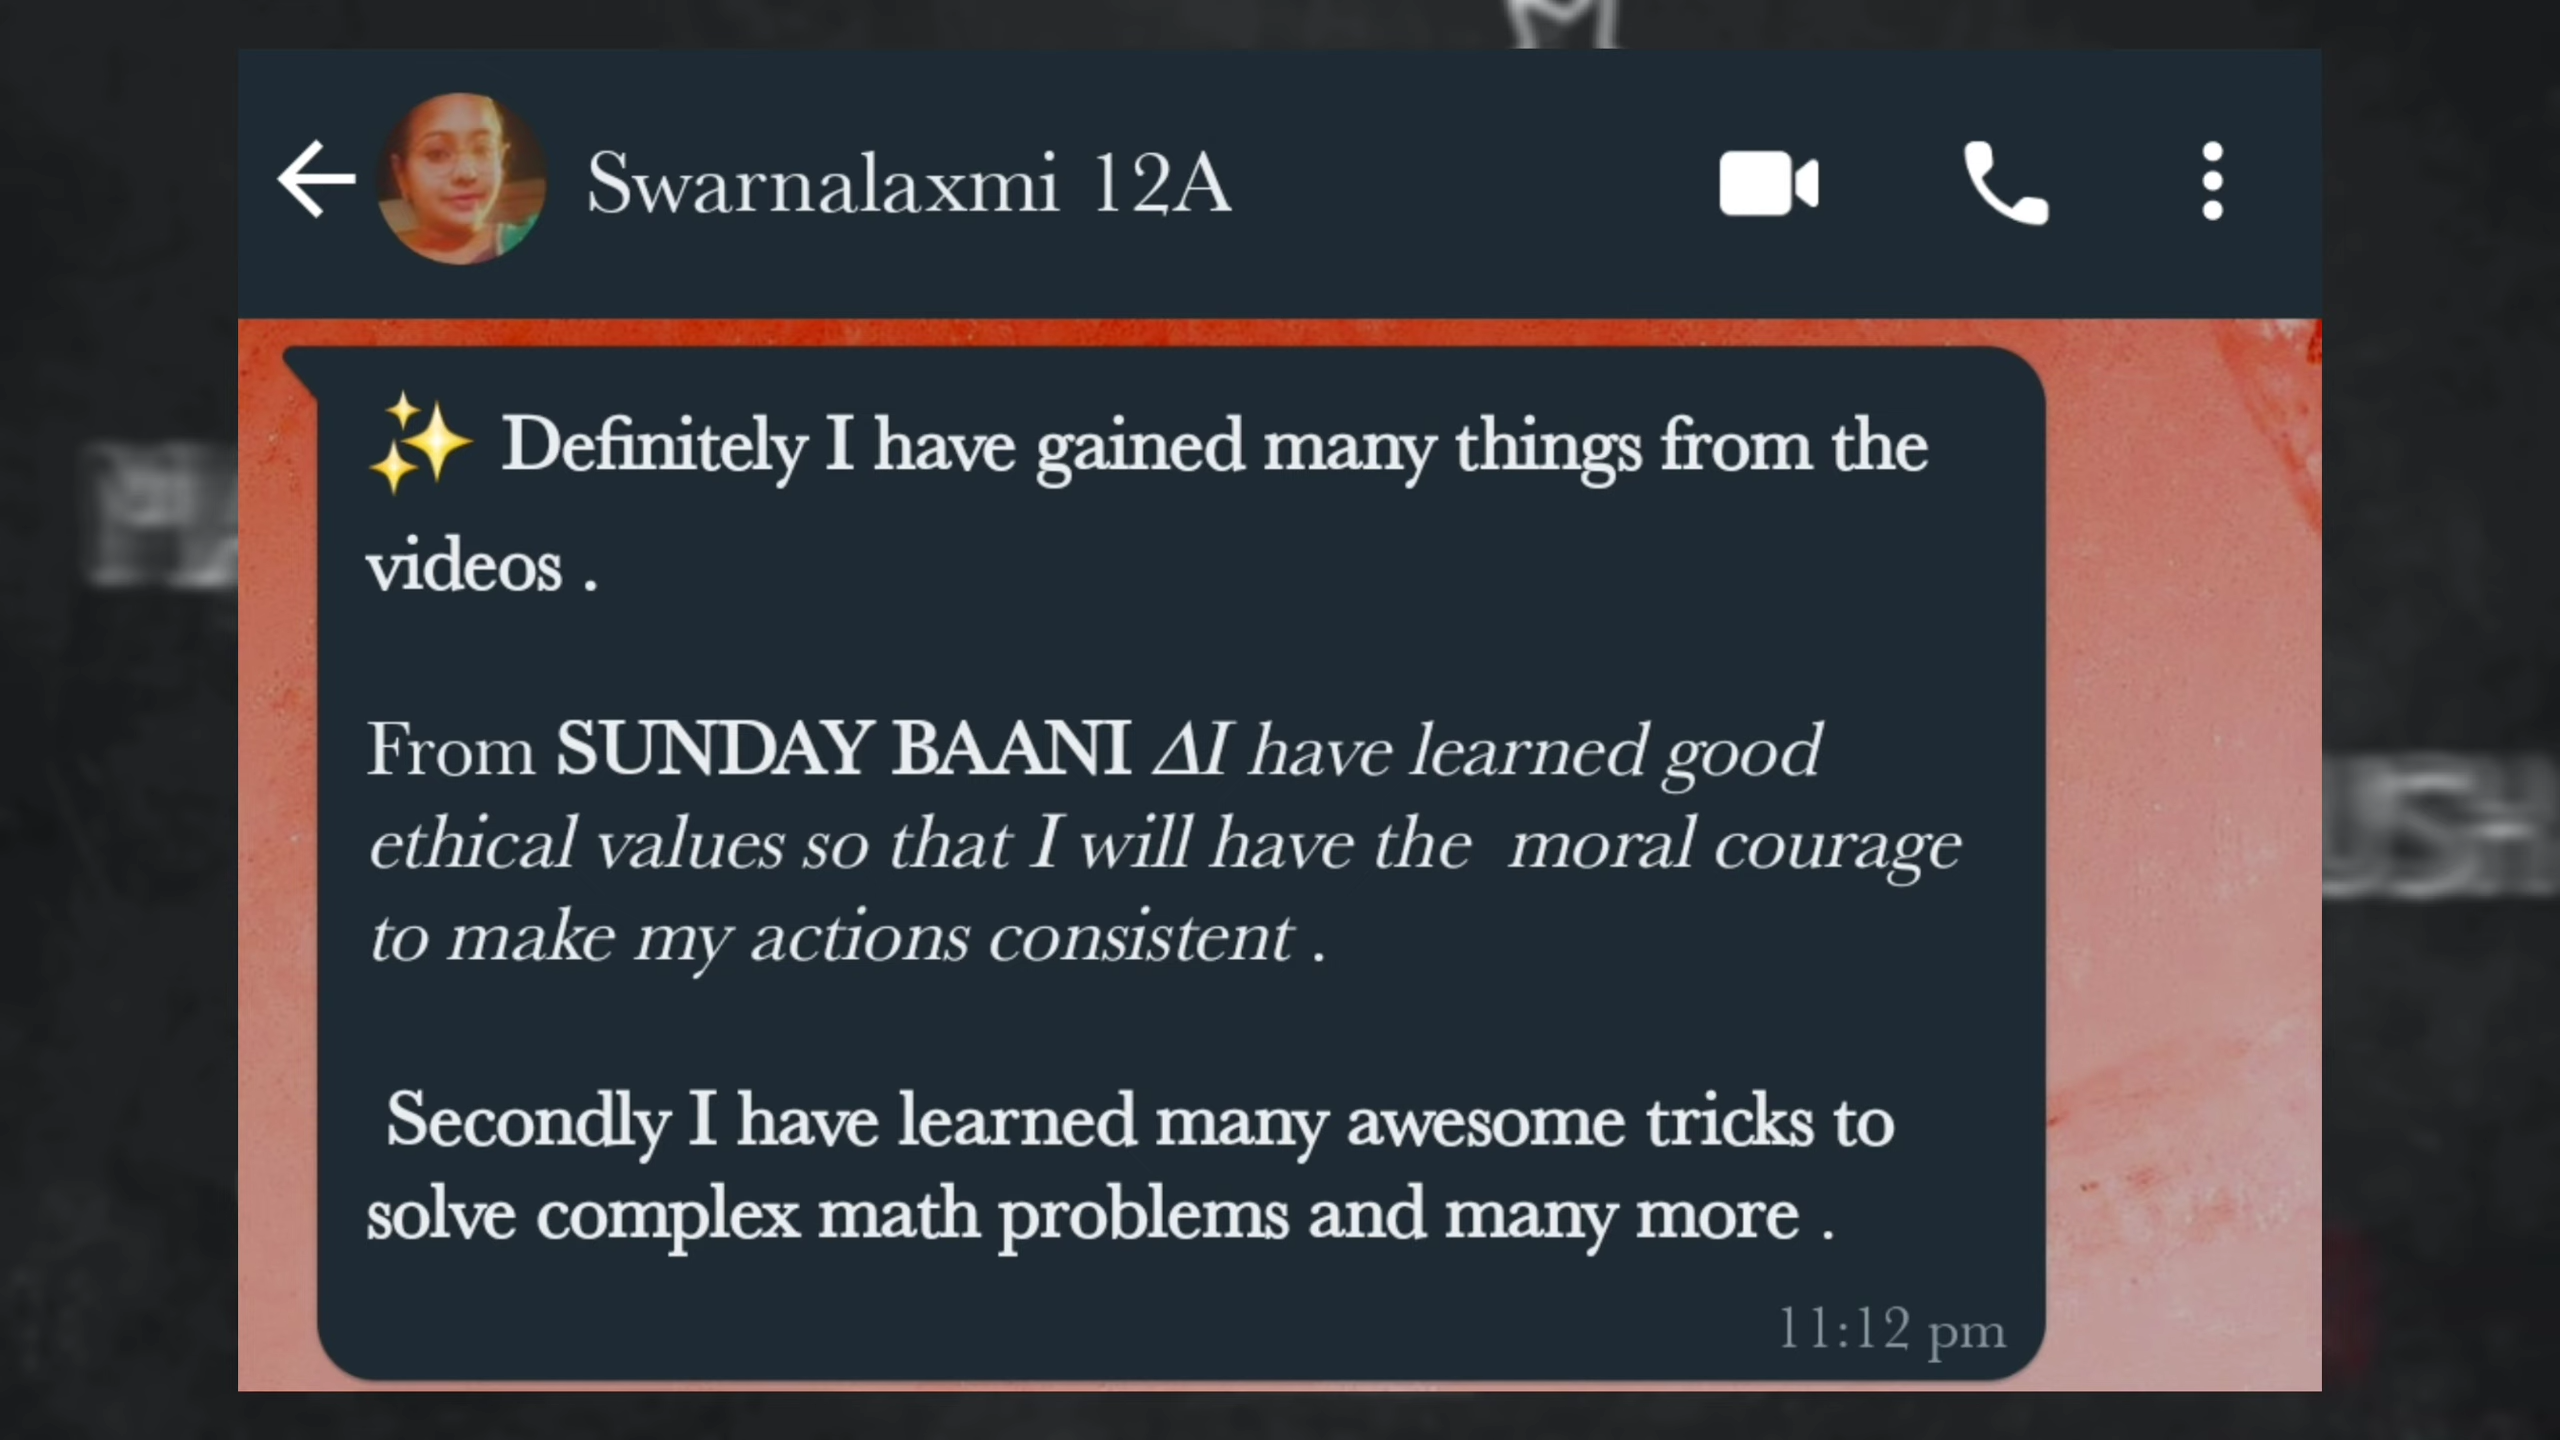 Swarnalaxmi 12A
✨ Definitely I have gained many things from the
videos .
From SUNDAY BAANI ΔI have learned good
ethical values so that I will have the  moral courage
to make my actions consistent .
Secondly I have learned many awesome tricks to
solve complex math problems and many more .
11:12 pm